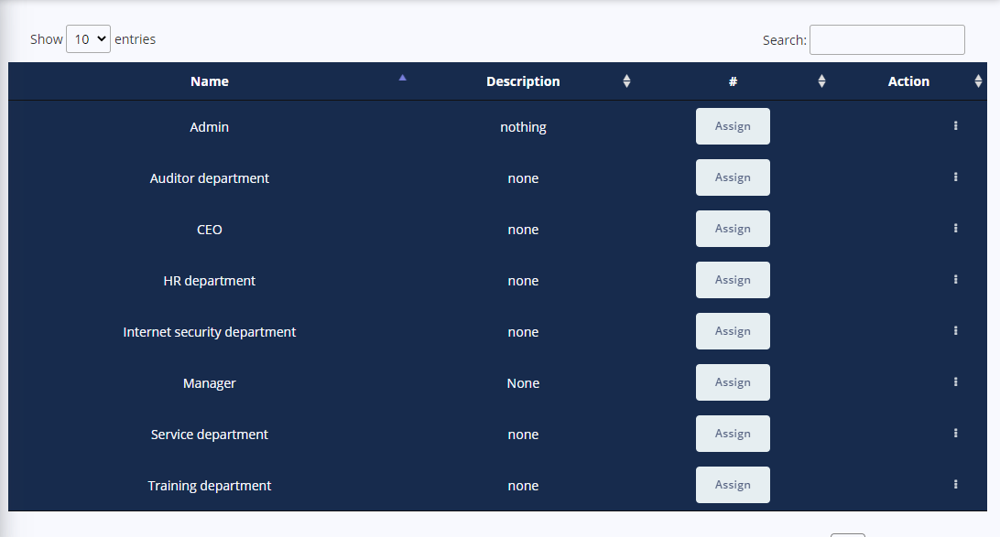 Show 10 entries Search:
Name Description # Action
Admin nothing Assign
Auditor department none Assign
CEO none Assign
HR department none Assign
Internet security department none Assign
Manager None Assign
Service department none Assign
Training department none Assign